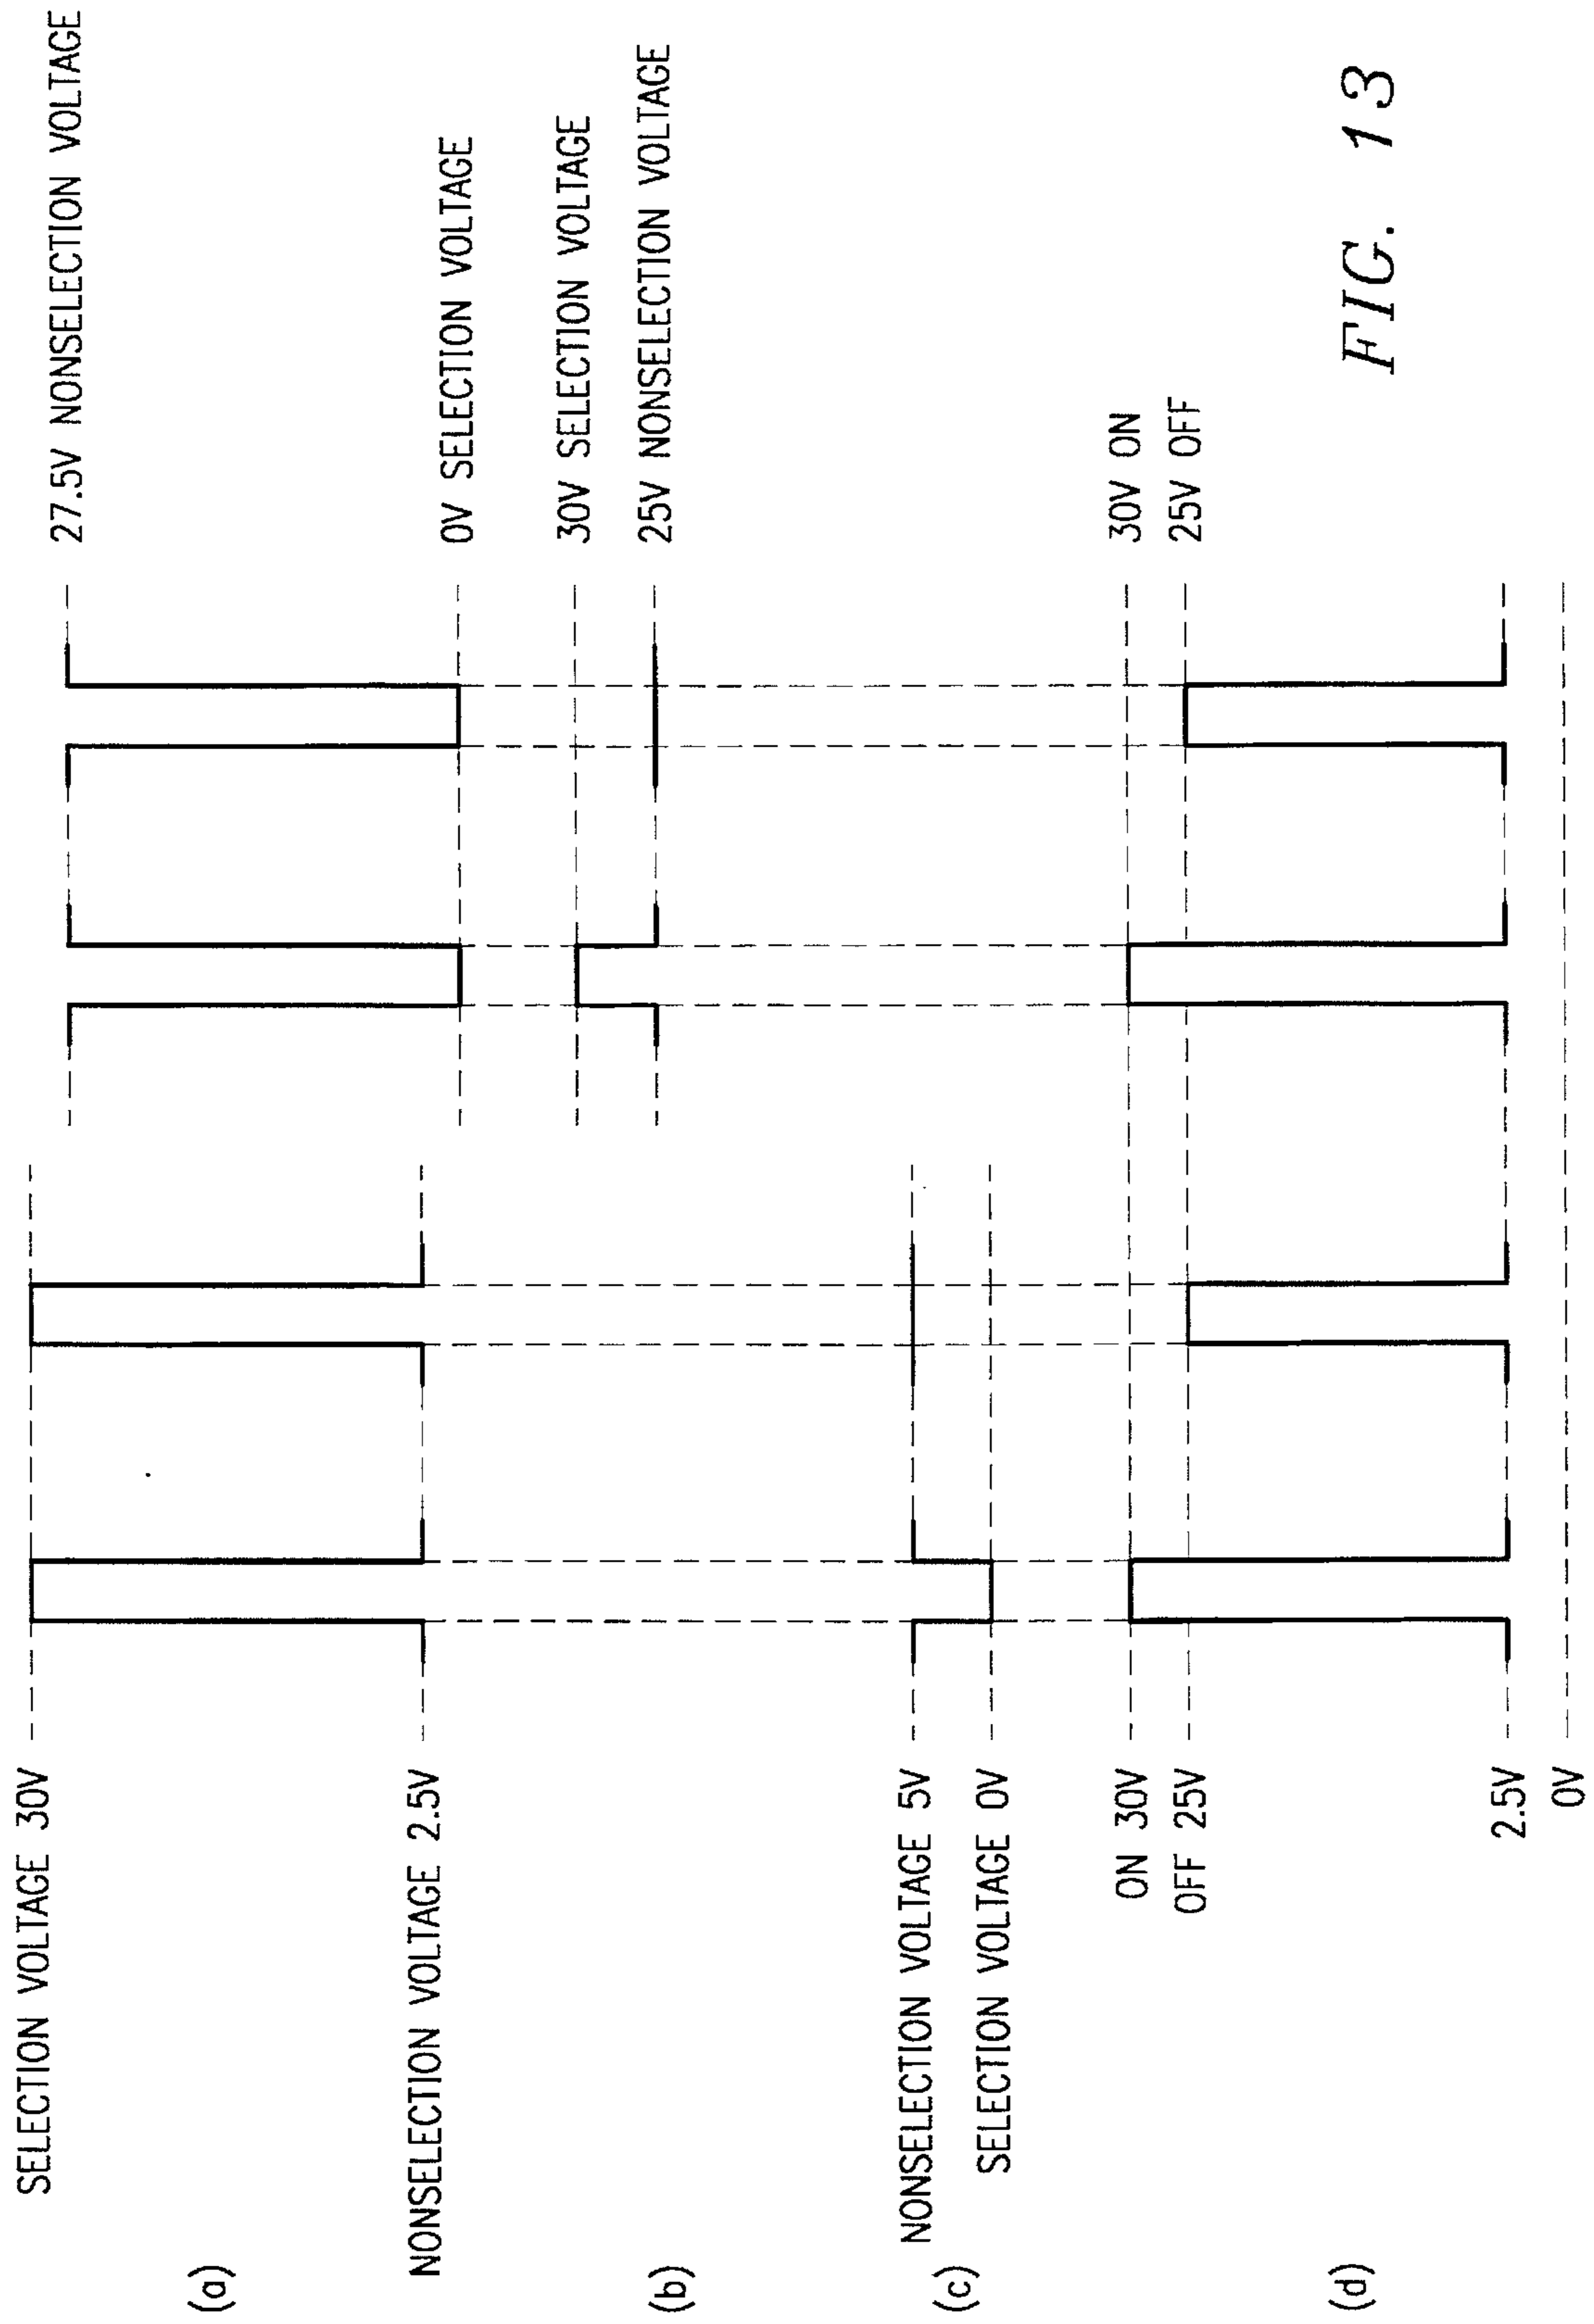 SELECTION VOLTAGE 30V
27.5V NONSELECTION VOLTAGE
(a)
NONSELECTION VOLTAGE 2.5V
0V SELECTION VOLTAGE
30V SELECTION VOLTAGE
(b)
25V NONSELECTION VOLTAGE
NONSELECTION VOLTAGE 5V
(c)
SELECTION VOLTAGE 0V
ON 30V
30V ON
OFF 25V
25V OFF
(d)
FIG. 13
2.5V
0V